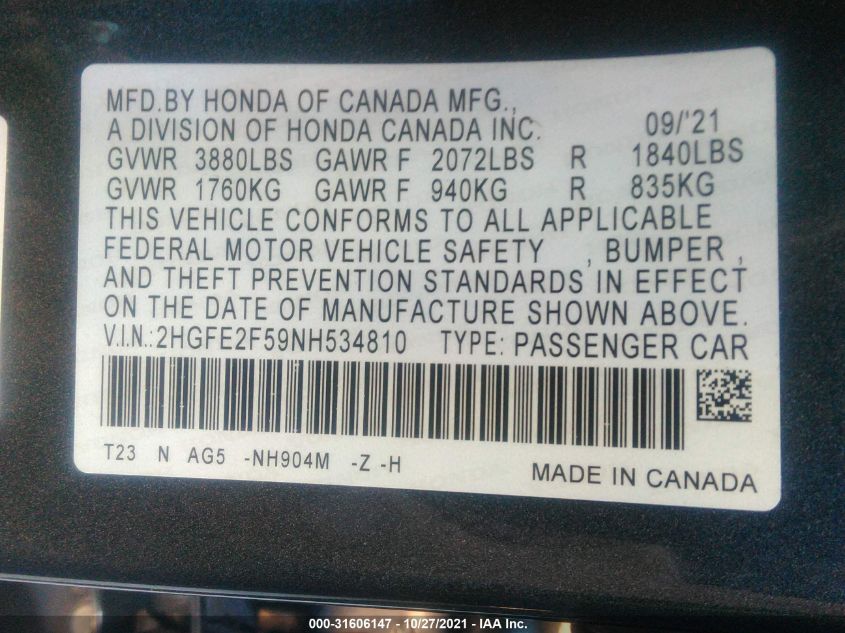 MFD.BY HONDA OF CANADA MFG.,
A DIVISION OF HONDA CANADA INC. 09/'21
GVWR 3880LBS GAWR F 2072LBS R 1840LBS
GVWR 1760KG GAWR F 940KG R 835KG
THIS VEHICLE CONFORMS TO ALL APPLICABLE
FEDERAL MOTOR VEHICLE SAFETY , BUMPER ,
AND THEFT PREVENTION STANDARDS IN EFFECT
ON THE DATE OF MANUFACTURE SHOWN ABOVE.
V.I.N.:2HGFE2F59NH534810 TYPE: PASSENGER CAR
T23 N AG5 -NH904M -Z -H
MADE IN CANADA
000-31606147 - 10/27/2021 - IAA Inc.